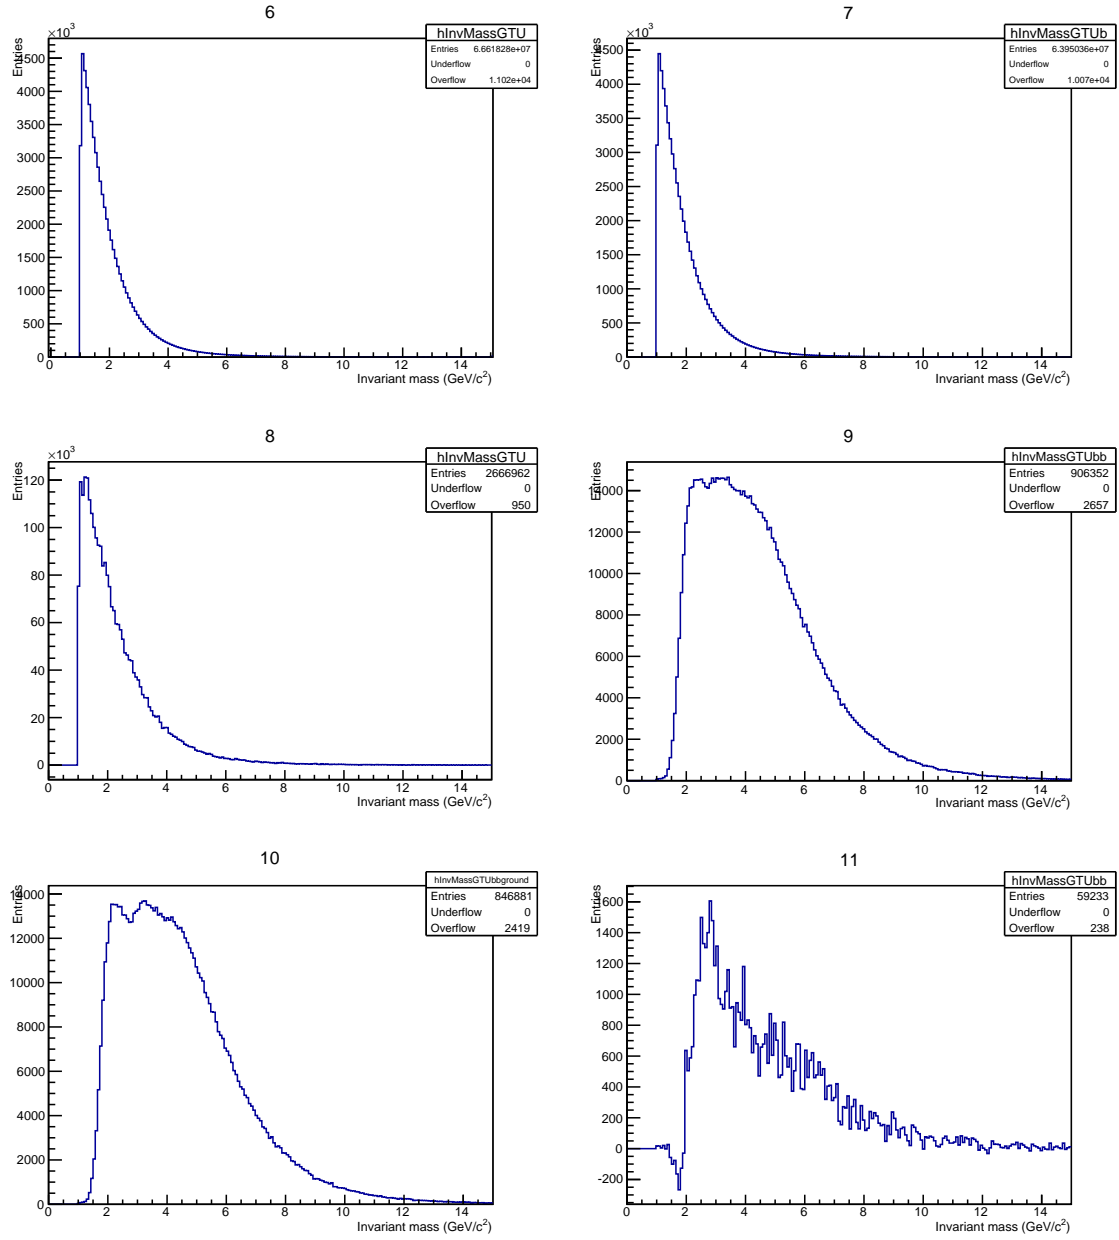 6
×10³
Entries
hInvMassGTU
Entries 6.661828e+07
Underflow 0
Overflow 1.102e+04
4500
4000
3500
3000
2500
2000
1500
1000
500
0
0 2 4 6 8 10 12 14
Invariant mass (GeV/c²)
7
×10³
Entries
hInvMassGTUb
Entries 6.395036e+07
Underflow 0
Overflow 1.007e+04
4500
4000
3500
3000
2500
2000
1500
1000
500
0
0 2 4 6 8 10 12 14
Invariant mass (GeV/c²)
8
×10³
Entries
hInvMassGTU
Entries 2666962
Underflow 0
Overflow 950
120
100
80
60
40
20
0
0 2 4 6 8 10 12 14
Invariant mass (GeV/c²)
9
Entries
hInvMassGTUbb
Entries 906352
Underflow 0
Overflow 2657
14000
12000
10000
8000
6000
4000
2000
0
0 2 4 6 8 10 12 14
Invariant mass (GeV/c²)
10
Entries
hInvMassGTUbbground
Entries 846881
Underflow 0
Overflow 2419
14000
12000
10000
8000
6000
4000
2000
0
0 2 4 6 8 10 12 14
Invariant mass (GeV/c²)
11
Entries
hInvMassGTUbb
Entries 59233
Underflow 0
Overflow 238
1600
1400
1200
1000
800
600
400
200
0
-200
0 2 4 6 8 10 12 14
Invariant mass (GeV/c²)